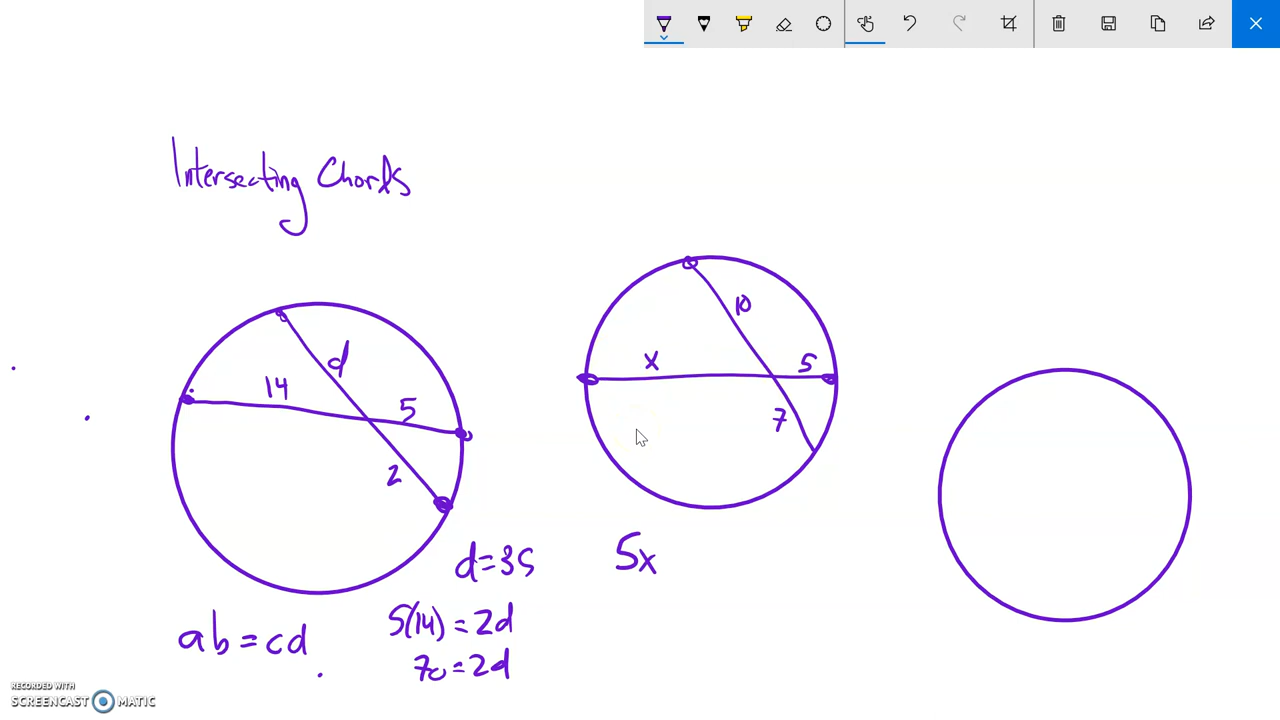 Intersecting Chords
d
14
5
2
10
x
5
7
d=35
5(14) = 2d
70 = 2d
ab = cd
5x
RECORDED WITH
SCREENCAST MATIC